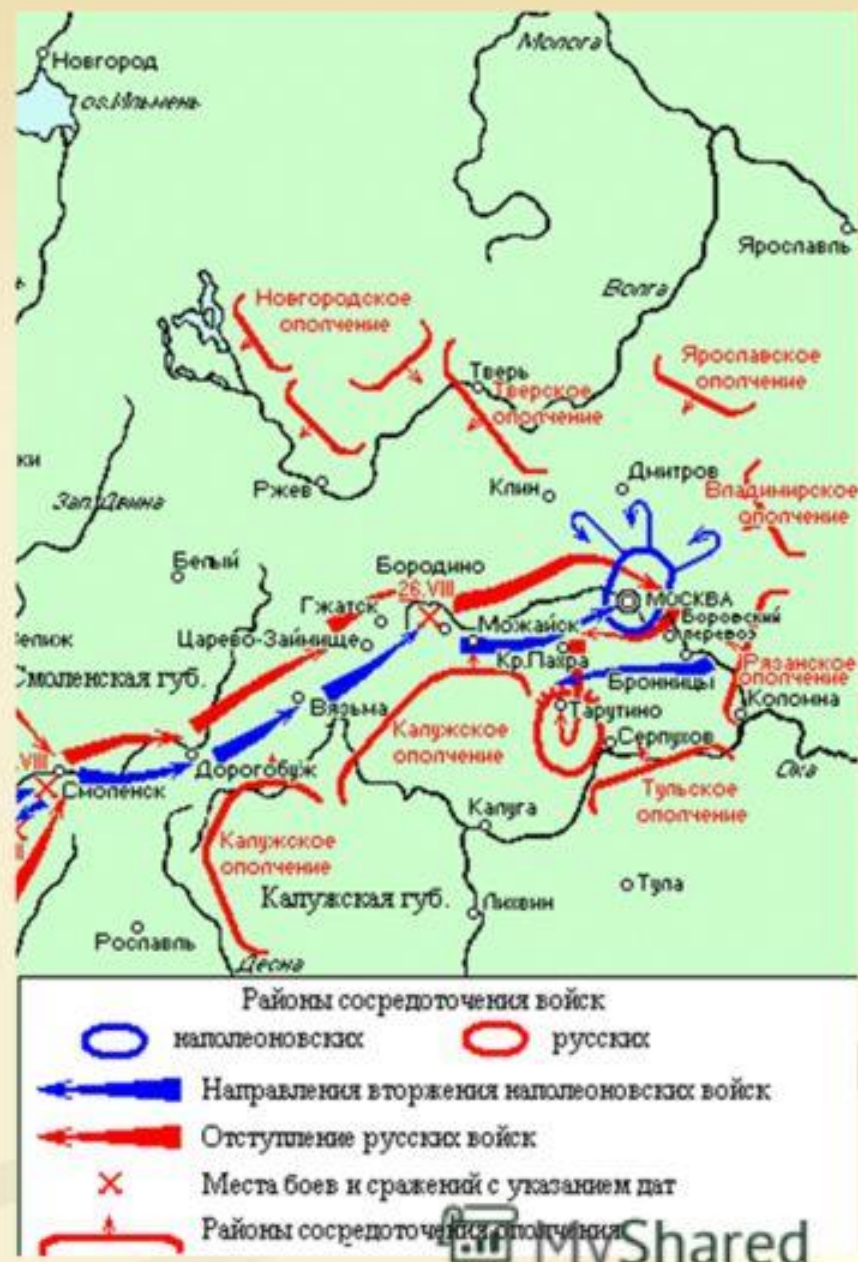 Новгород
оз.Ильмень
Молога
Ярославль
Волга
Новгородское
ополчение
Тверь
Тверское
ополчение
Ярославское
ополчение
Ржев
Клин
Дмитров
Владимирское
ополчение
Зап.Двина
Белый
Бородино
26.VIII
Гжатск
Царево-Займище
Можайск
МОСКВА
Боровский
перевоз
Кр.Пахра
Бронницы
Рязанское
ополчение
Коломна
Смоленская губ.
Вязьма
Калужское
ополчение
Тарутино
Серпухов
Ока
VIII
Смоленск
Дорогобуж
Тульское
ополчение
Калуга
Калужское
ополчение
Калужская губ.
Лихвин
Тула
Рославль
Десна
Районы сосредоточения войск
наполеоновских
русских
Направления вторжения наполеоновских войск
Отступление русских войск
Места боев и сражений с указанием дат
Районы сосредоточения ополчения
MyShared